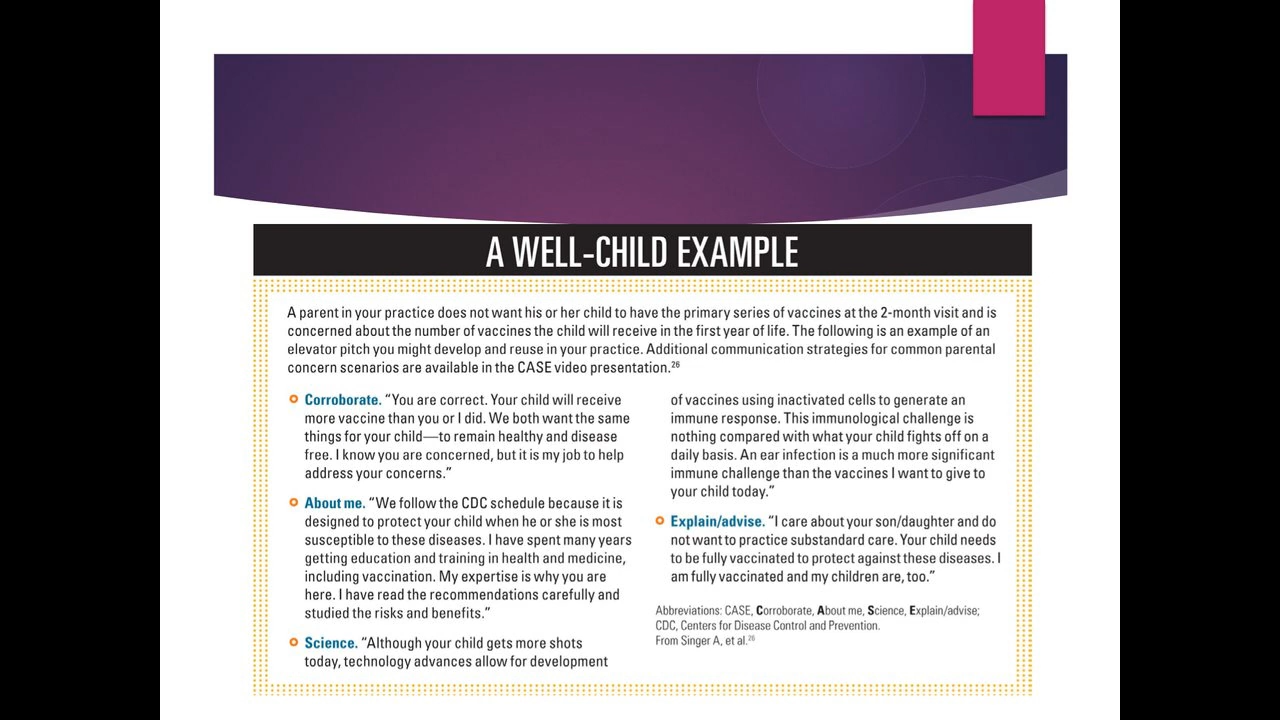 A WELL-CHILD EXAMPLE
A parent in your practice does not want his or her child to have the primary series of vaccines at the 2-month visit and is
concerned about the number of vaccines the child will receive in the first year of life. The following is an example of an
elevator pitch you might develop and reuse in your practice. Additional communication strategies for common parental
concern scenarios are available in the CASE video presentation.26
Corroborate. “You are correct. Your child will receive
more vaccine than you or I did. We both want the same
things for your child—to remain healthy and disease
free. I know you are concerned, but it is my job to help
address your concerns.”
About me. “We follow the CDC schedule because it is
designed to protect your child when he or she is most
susceptible to these diseases. I have spent many years
getting education and training in health and medicine,
including vaccination. My expertise is why you are
here. I have read the recommendations carefully and
studied the risks and benefits.”
Science. “Although your child gets more shots
today, technology advances allow for development
of vaccines using inactivated cells to generate an
immune response. This immunological challenge is
nothing compared with what your child fights off on a
daily basis. An ear infection is a much more significant
immune challenge than the vaccines I want to give to
your child today.”
Explain/advise. “I care about your son/daughter and do
not want to practice substandard care. Your child needs
to be fully vaccinated to protect against these diseases. I
am fully vaccinated and my children are, too.”
Abbreviations: CASE, Corroborate, About me, Science, Explain/advise;
CDC, Centers for Disease Control and Prevention.
From Singer A, et al.26